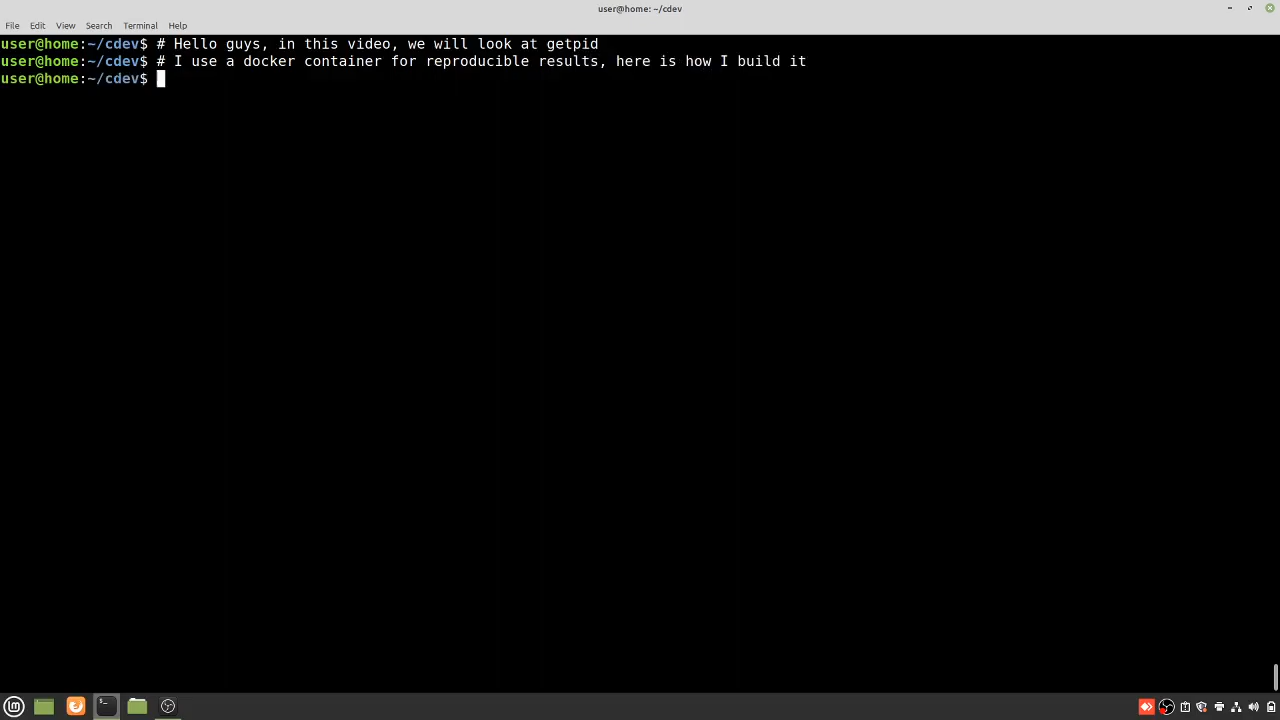 user@home: ~/cdev
File Edit View Search Terminal Help
user@home:~/cdev$ # Hello guys, in this video, we will look at getpid
user@home:~/cdev$ # I use a docker container for reproducible results, here is how I build it
user@home:~/cdev$